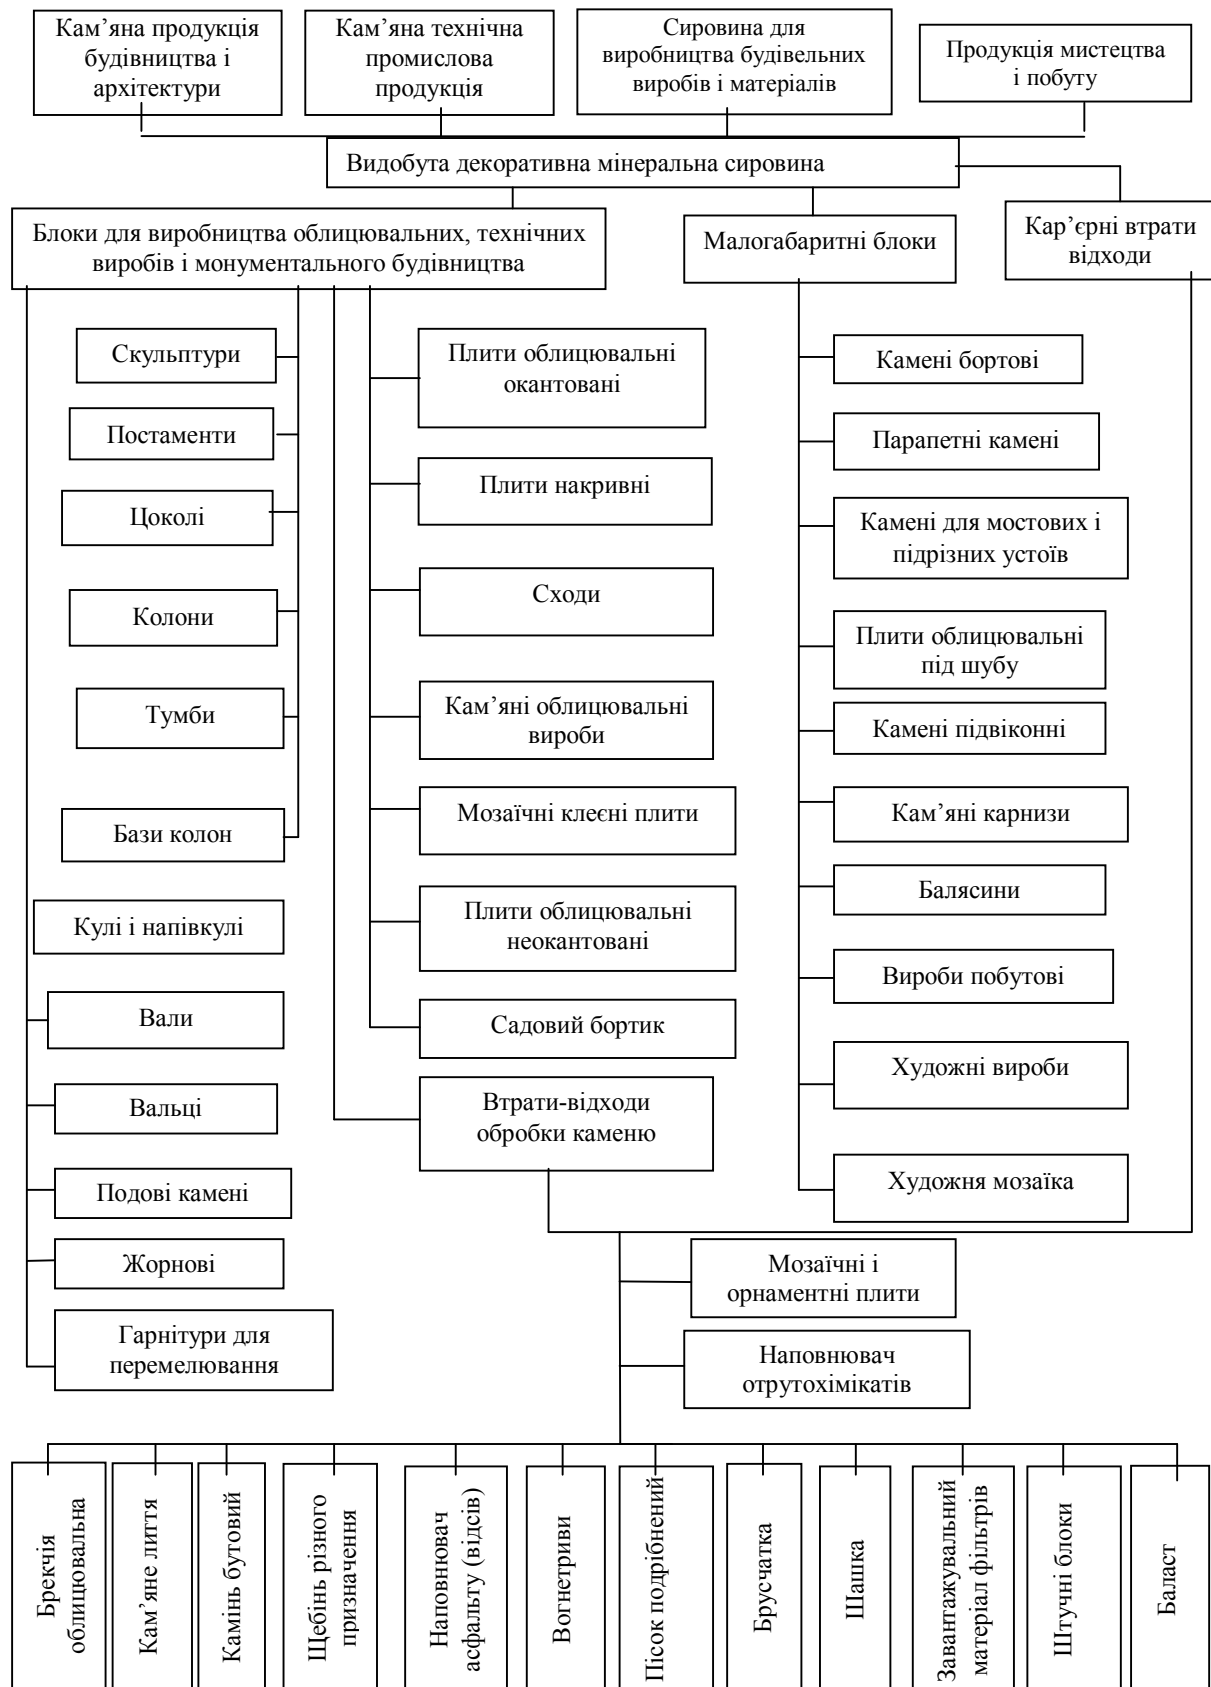 Кам’яна продукція
будівництва і
архітектури
Кам’яна технічна
промислова
продукція
Сировина для
виробництва будівельних
виробів і матеріалів
Продукція мистецтва
і побуту
Видобута декоративна мінеральна сировина
Блоки для виробництва облицювальних, технічних
виробів і монументального будівництва
Малогабаритні блоки
Кар’єрні втрати
відходи
Скульптури
Постаменти
Цоколі
Колони
Тумби
Бази колон
Кулі і напівкулі
Вали
Вальці
Подові камені
Жорнові
Гарнітури для
перемелювання
Плити облицювальні
окантовані
Плити накривні
Сходи
Кам’яні облицювальні
вироби
Мозаїчні клеєні плити
Плити облицювальні
неокантовані
Садовий бортик
Втрати-відходи
обробки каменю
Камені бортові
Парапетні камені
Камені для мостових і
підрізних устоїв
Плити облицювальні
під шубу
Камені підвіконні
Кам’яні карнизи
Балясини
Вироби побутові
Художні вироби
Художня мозаїка
Мозаїчні і
орнаментні плити
Наповнювач
отрутохімікатів
Брекчія
облицювальна
Кам’яне лиття
Камінь бутовий
Щебінь різного
призначення
Наповнювач
асфальту (відсів)
Вогнетриви
Пісок подрібнений
Брусчатка
Шашка
Завантажувальний
матеріал фільтрів
Штучні блоки
Баласт